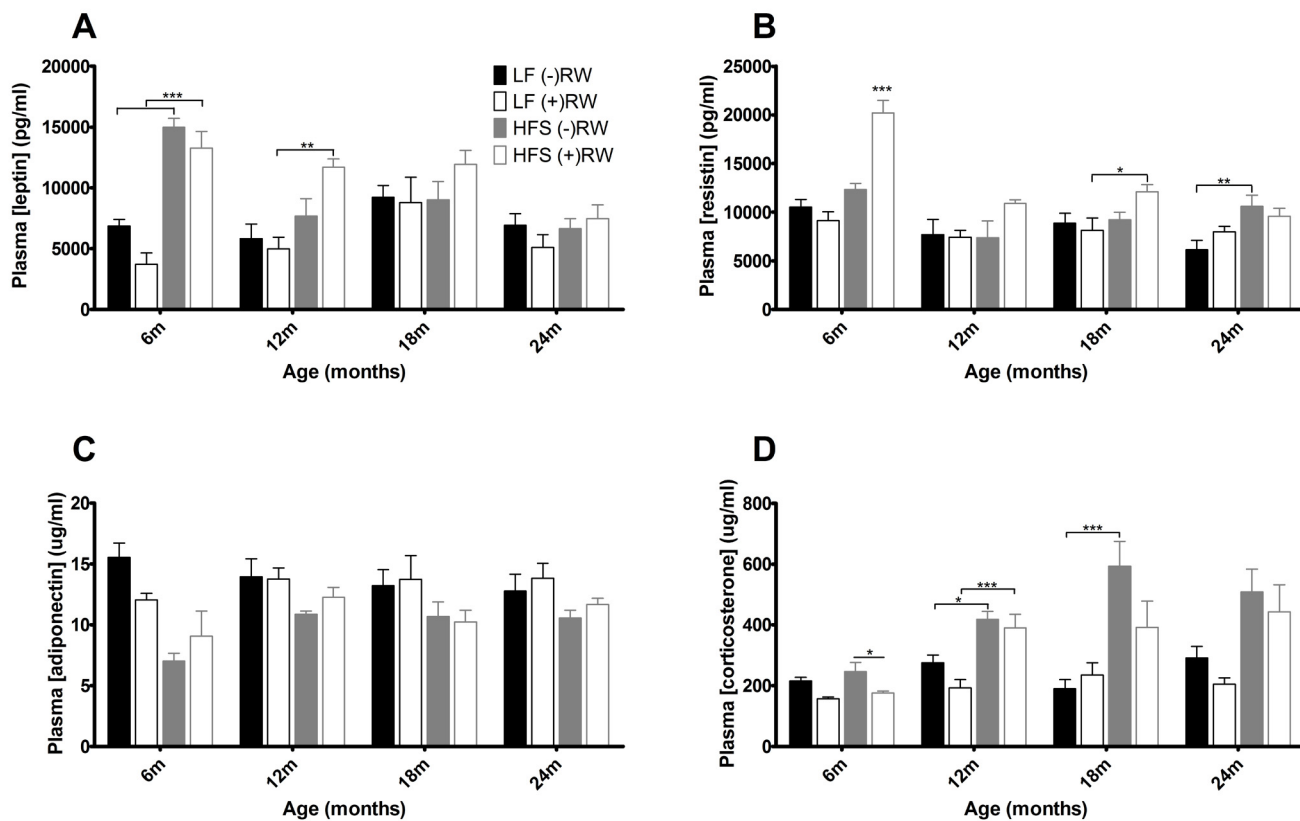 A
Plasma [leptin] (pg/ml)
20000
15000
10000
5000
0
***
**
LF (-)RW
LF (+)RW
HFS (-)RW
HFS (+)RW
6m
12m
18m
24m
Age (months)
B
Plasma [resistin] (pg/ml)
25000
20000
15000
10000
5000
0
***
*
**
6m
12m
18m
24m
Age (months)
C
Plasma [adiponectin] (ug/ml)
20
15
10
5
0
6m
12m
18m
24m
Age (months)
D
Plasma [corticosterone] (ug/ml)
800
600
400
200
0
*
*
***
***
6m
12m
18m
24m
Age (months)